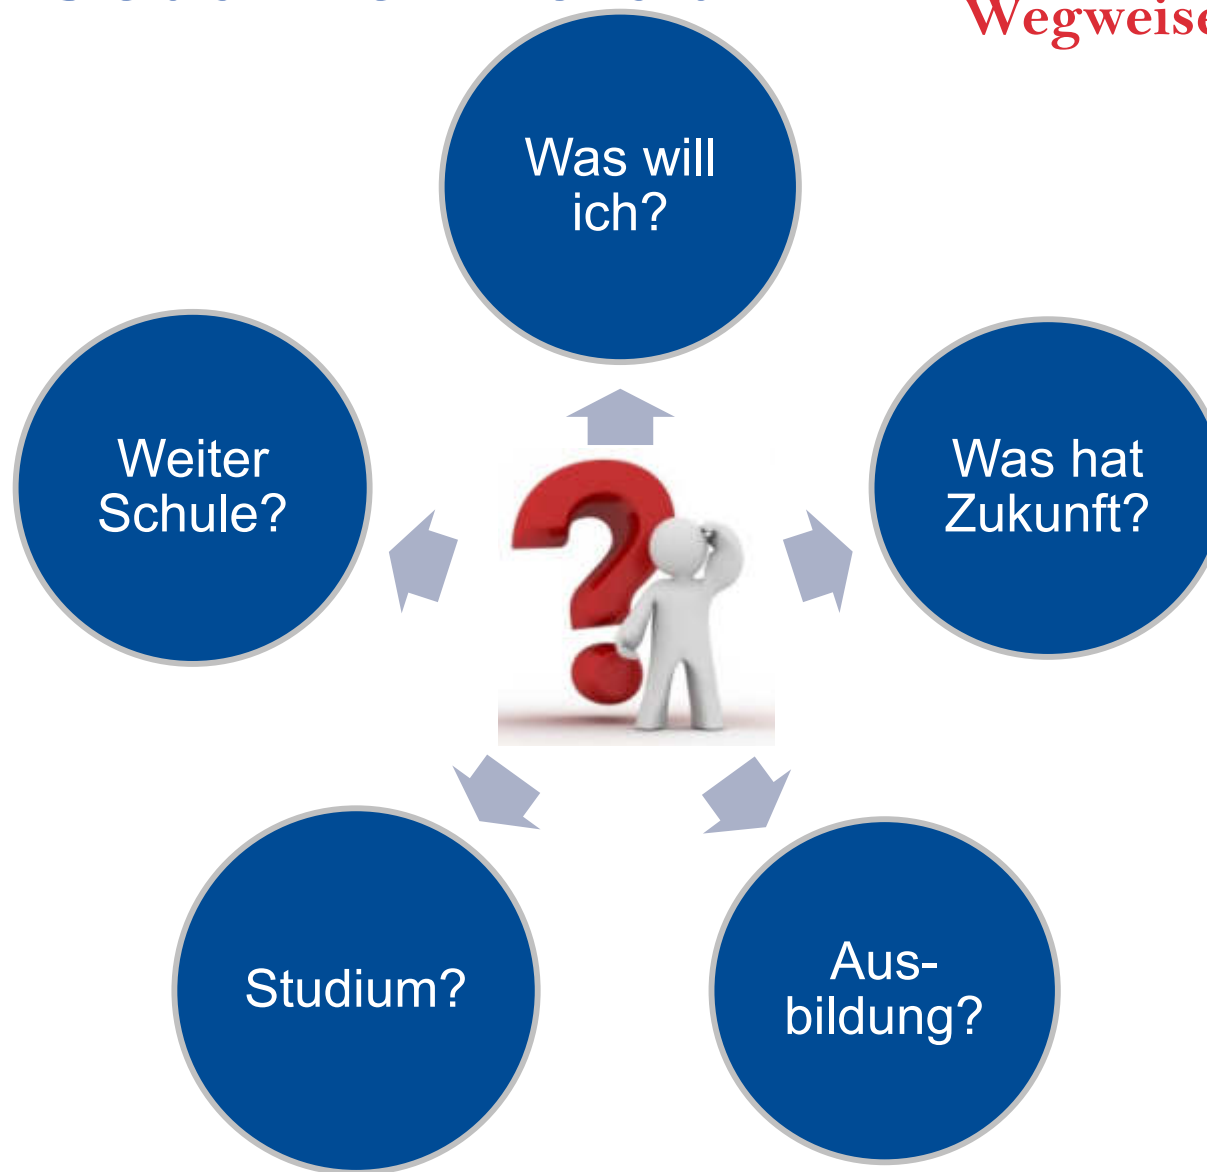 Wegweise
Was will
ich?
Weiter
Schule?
Was hat
Zukunft?
Studium?
Aus-
bildung?